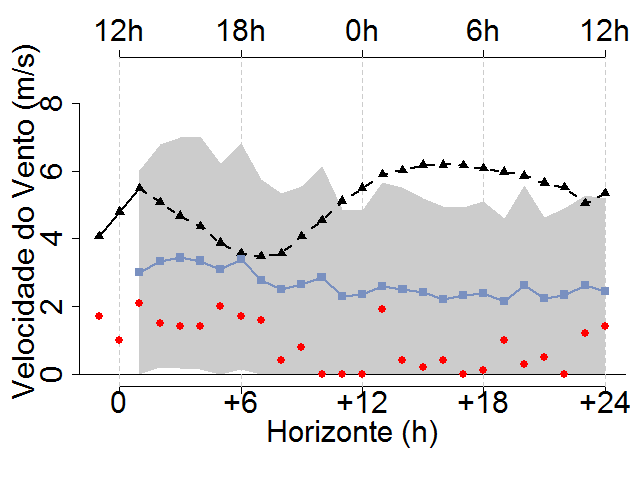 12h 18h 0h 6h 12h
Velocidade do Vento (m/s)
8
6
4
2
0
0 +6 +12 +18 +24
Horizonte (h)